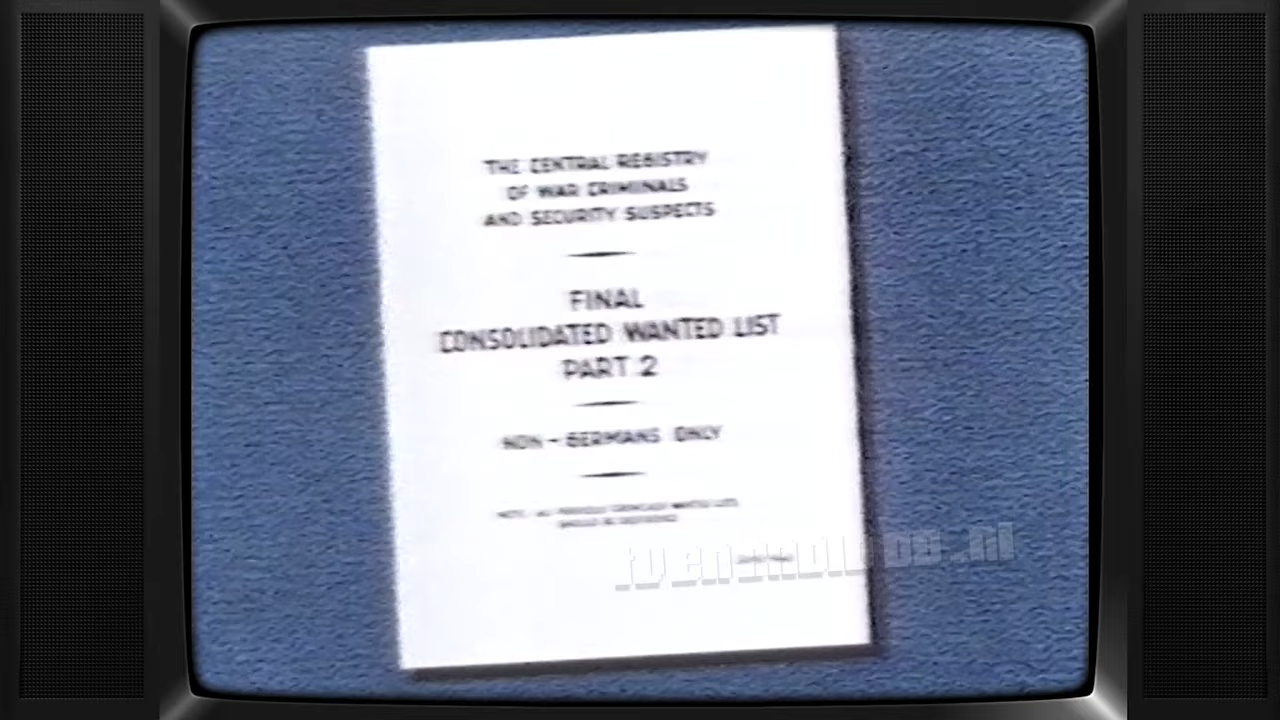 THE CENTRAL REGISTRY
OF WAR CRIMINALS
AND SECURITY SUSPECTS
FINAL
CONSOLIDATED WANTED LIST
PART 2
NON - GERMANS ONLY